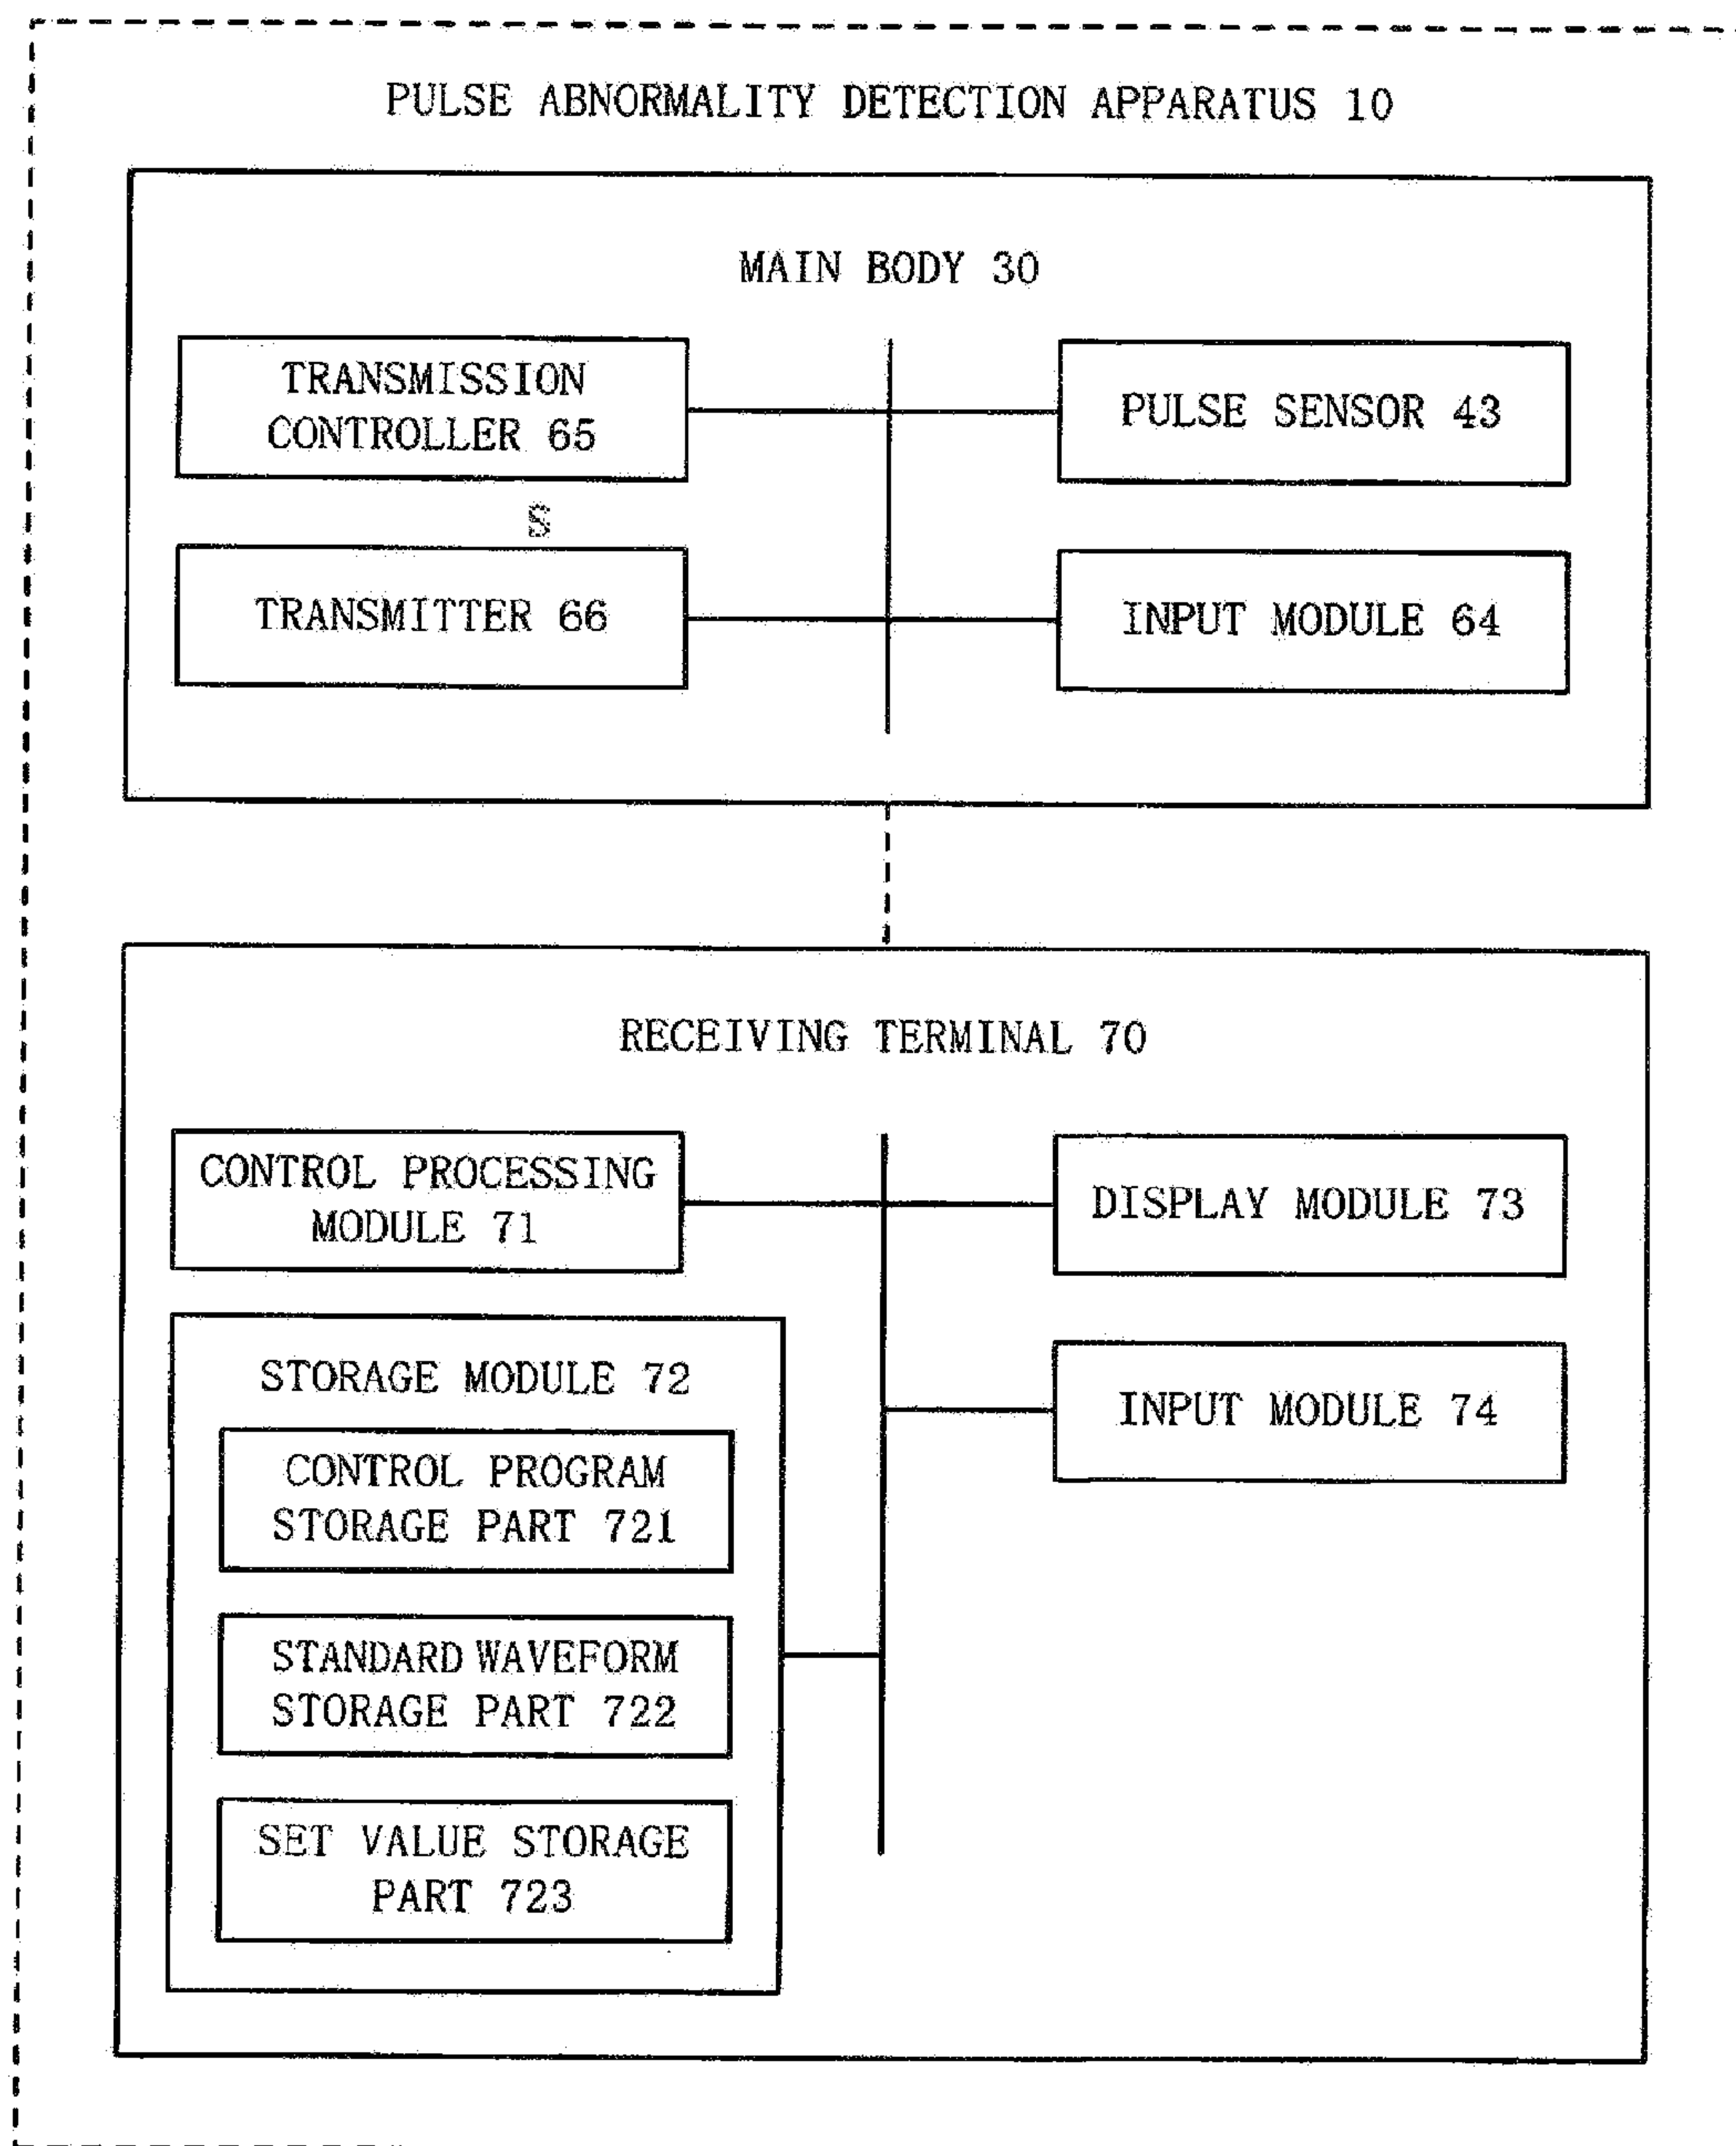 PULSE ABNORMALITY DETECTION APPARATUS 10
MAIN BODY 30
TRANSMISSION
CONTROLLER 65
PULSE SENSOR 43
S
TRANSMITTER 66
INPUT MODULE 64
RECEIVING TERMINAL 70
CONTROL PROCESSING
MODULE 71
DISPLAY MODULE 73
STORAGE MODULE 72
INPUT MODULE 74
CONTROL PROGRAM
STORAGE PART 721
STANDARD WAVEFORM
STORAGE PART 722
SET VALUE STORAGE
PART 723